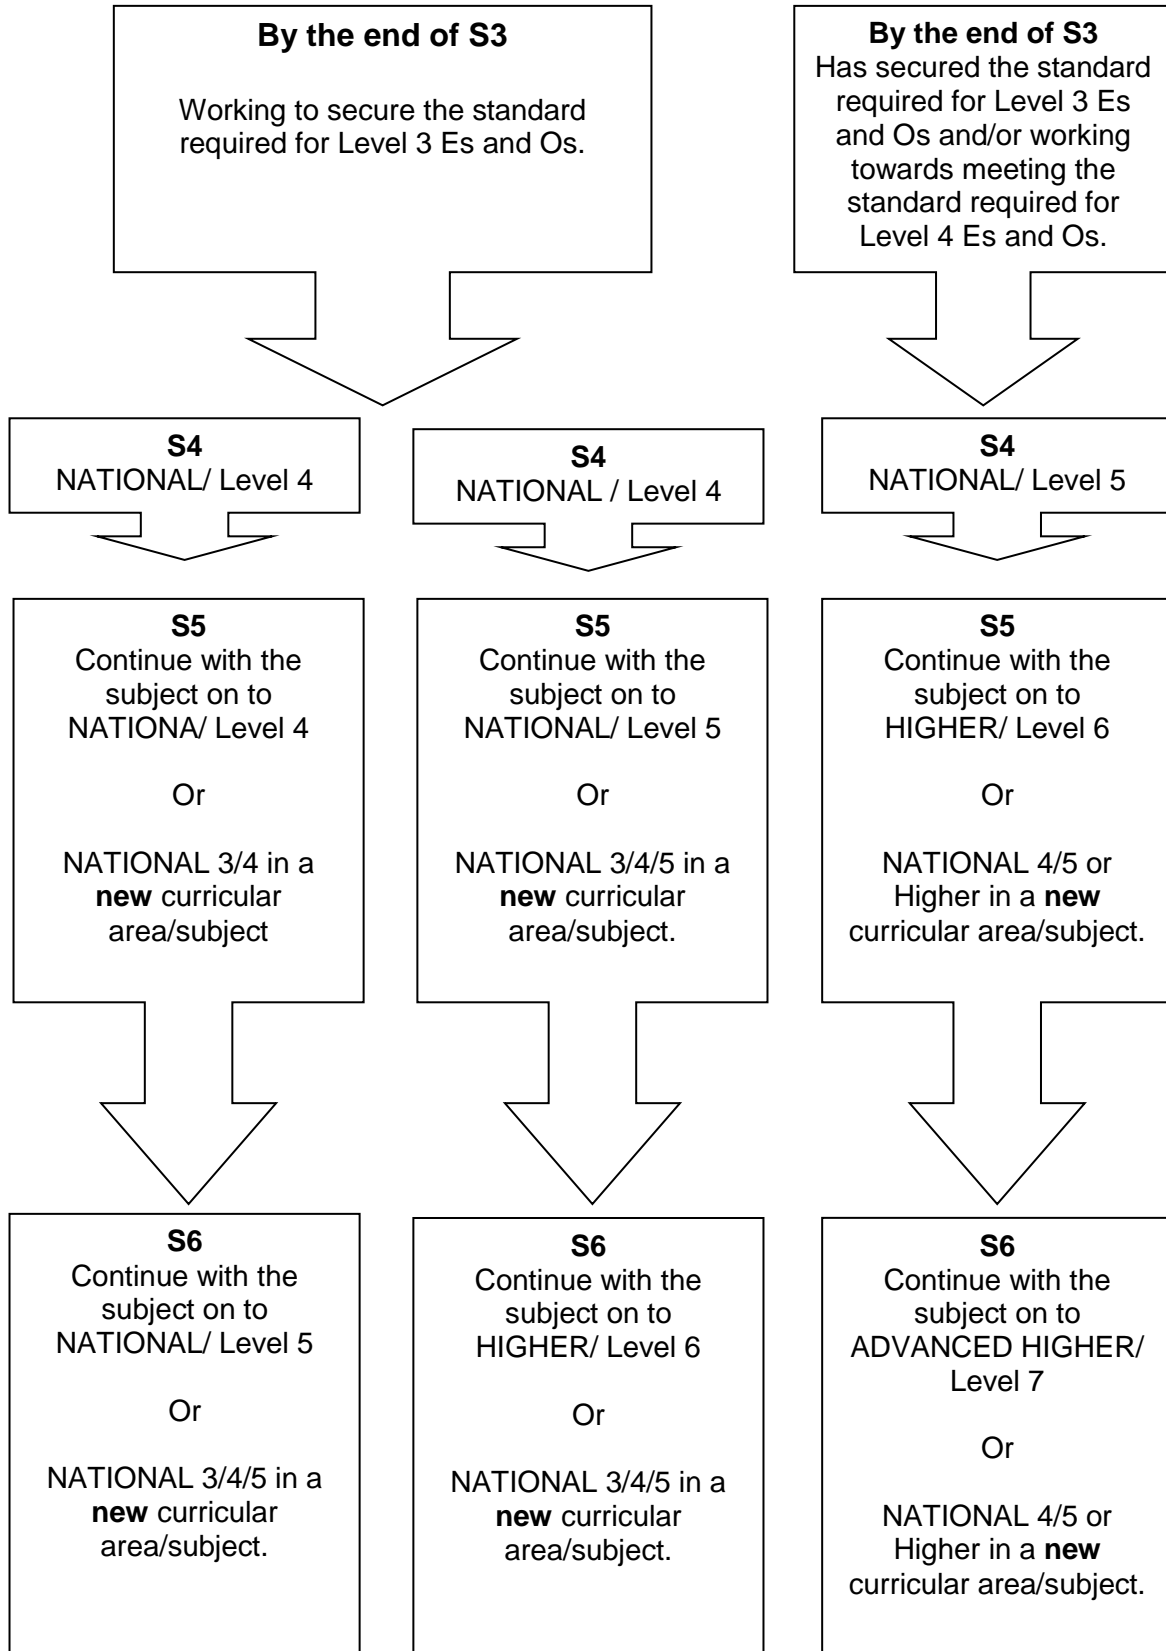 By the end of S3
Working to secure the standard
required for Level 3 Es and Os.
By the end of S3
Has secured the standard
required for Level 3 Es
and Os and/or working
towards meeting the
standard required for
Level 4 Es and Os.
S4
NATIONAL/ Level 4
S4
NATIONAL / Level 4
S4
NATIONAL/ Level 5
S5
Continue with the
subject on to
NATIONA/ Level 4
Or
NATIONAL 3/4 in a
new curricular
area/subject
S5
Continue with the
subject on to
NATIONAL/ Level 5
Or
NATIONAL 3/4/5 in a
new curricular
area/subject.
S5
Continue with the
subject on to
HIGHER/ Level 6
Or
NATIONAL 4/5 or
Higher in a new
curricular area/subject.
S6
Continue with the
subject on to
NATIONAL/ Level 5
Or
NATIONAL 3/4/5 in a
new curricular
area/subject.
S6
Continue with the
subject on to
HIGHER/ Level 6
Or
NATIONAL 3/4/5 in a
new curricular
area/subject.
S6
Continue with the
subject on to
ADVANCED HIGHER/
Level 7
Or
NATIONAL 4/5 or
Higher in a new
curricular area/subject.